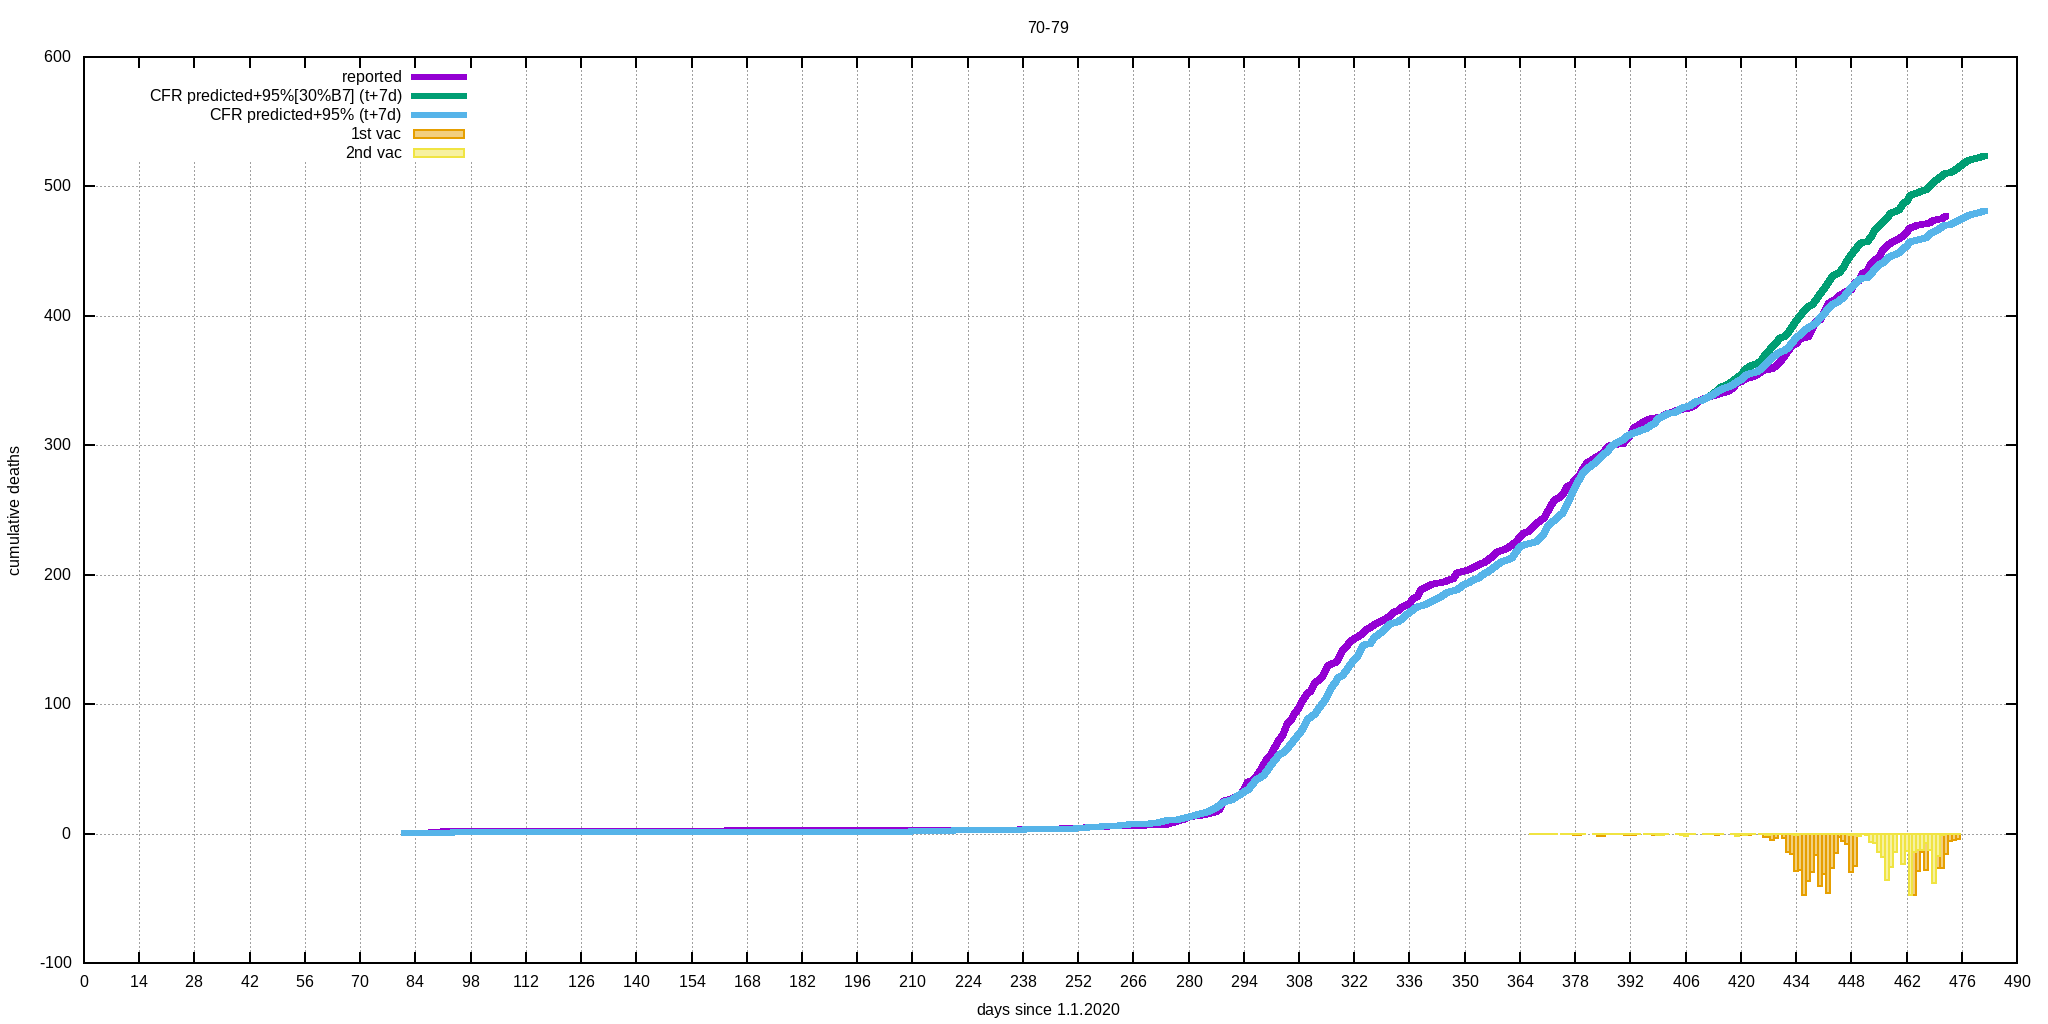 70-79
600
500
400
300
200
100
0
-100
cumulative deaths
reported
CFR predicted+95%[30%B7] (t+7d)
CFR predicted+95% (t+7d)
1st vac
2nd vac
0 14 28 42 56 70 84 98 112 126 140 154 168 182 196 210 224 238 252 266 280 294 308 322 336 350 364 378 392 406 420 434 448 462 476 490
days since 1.1.2020